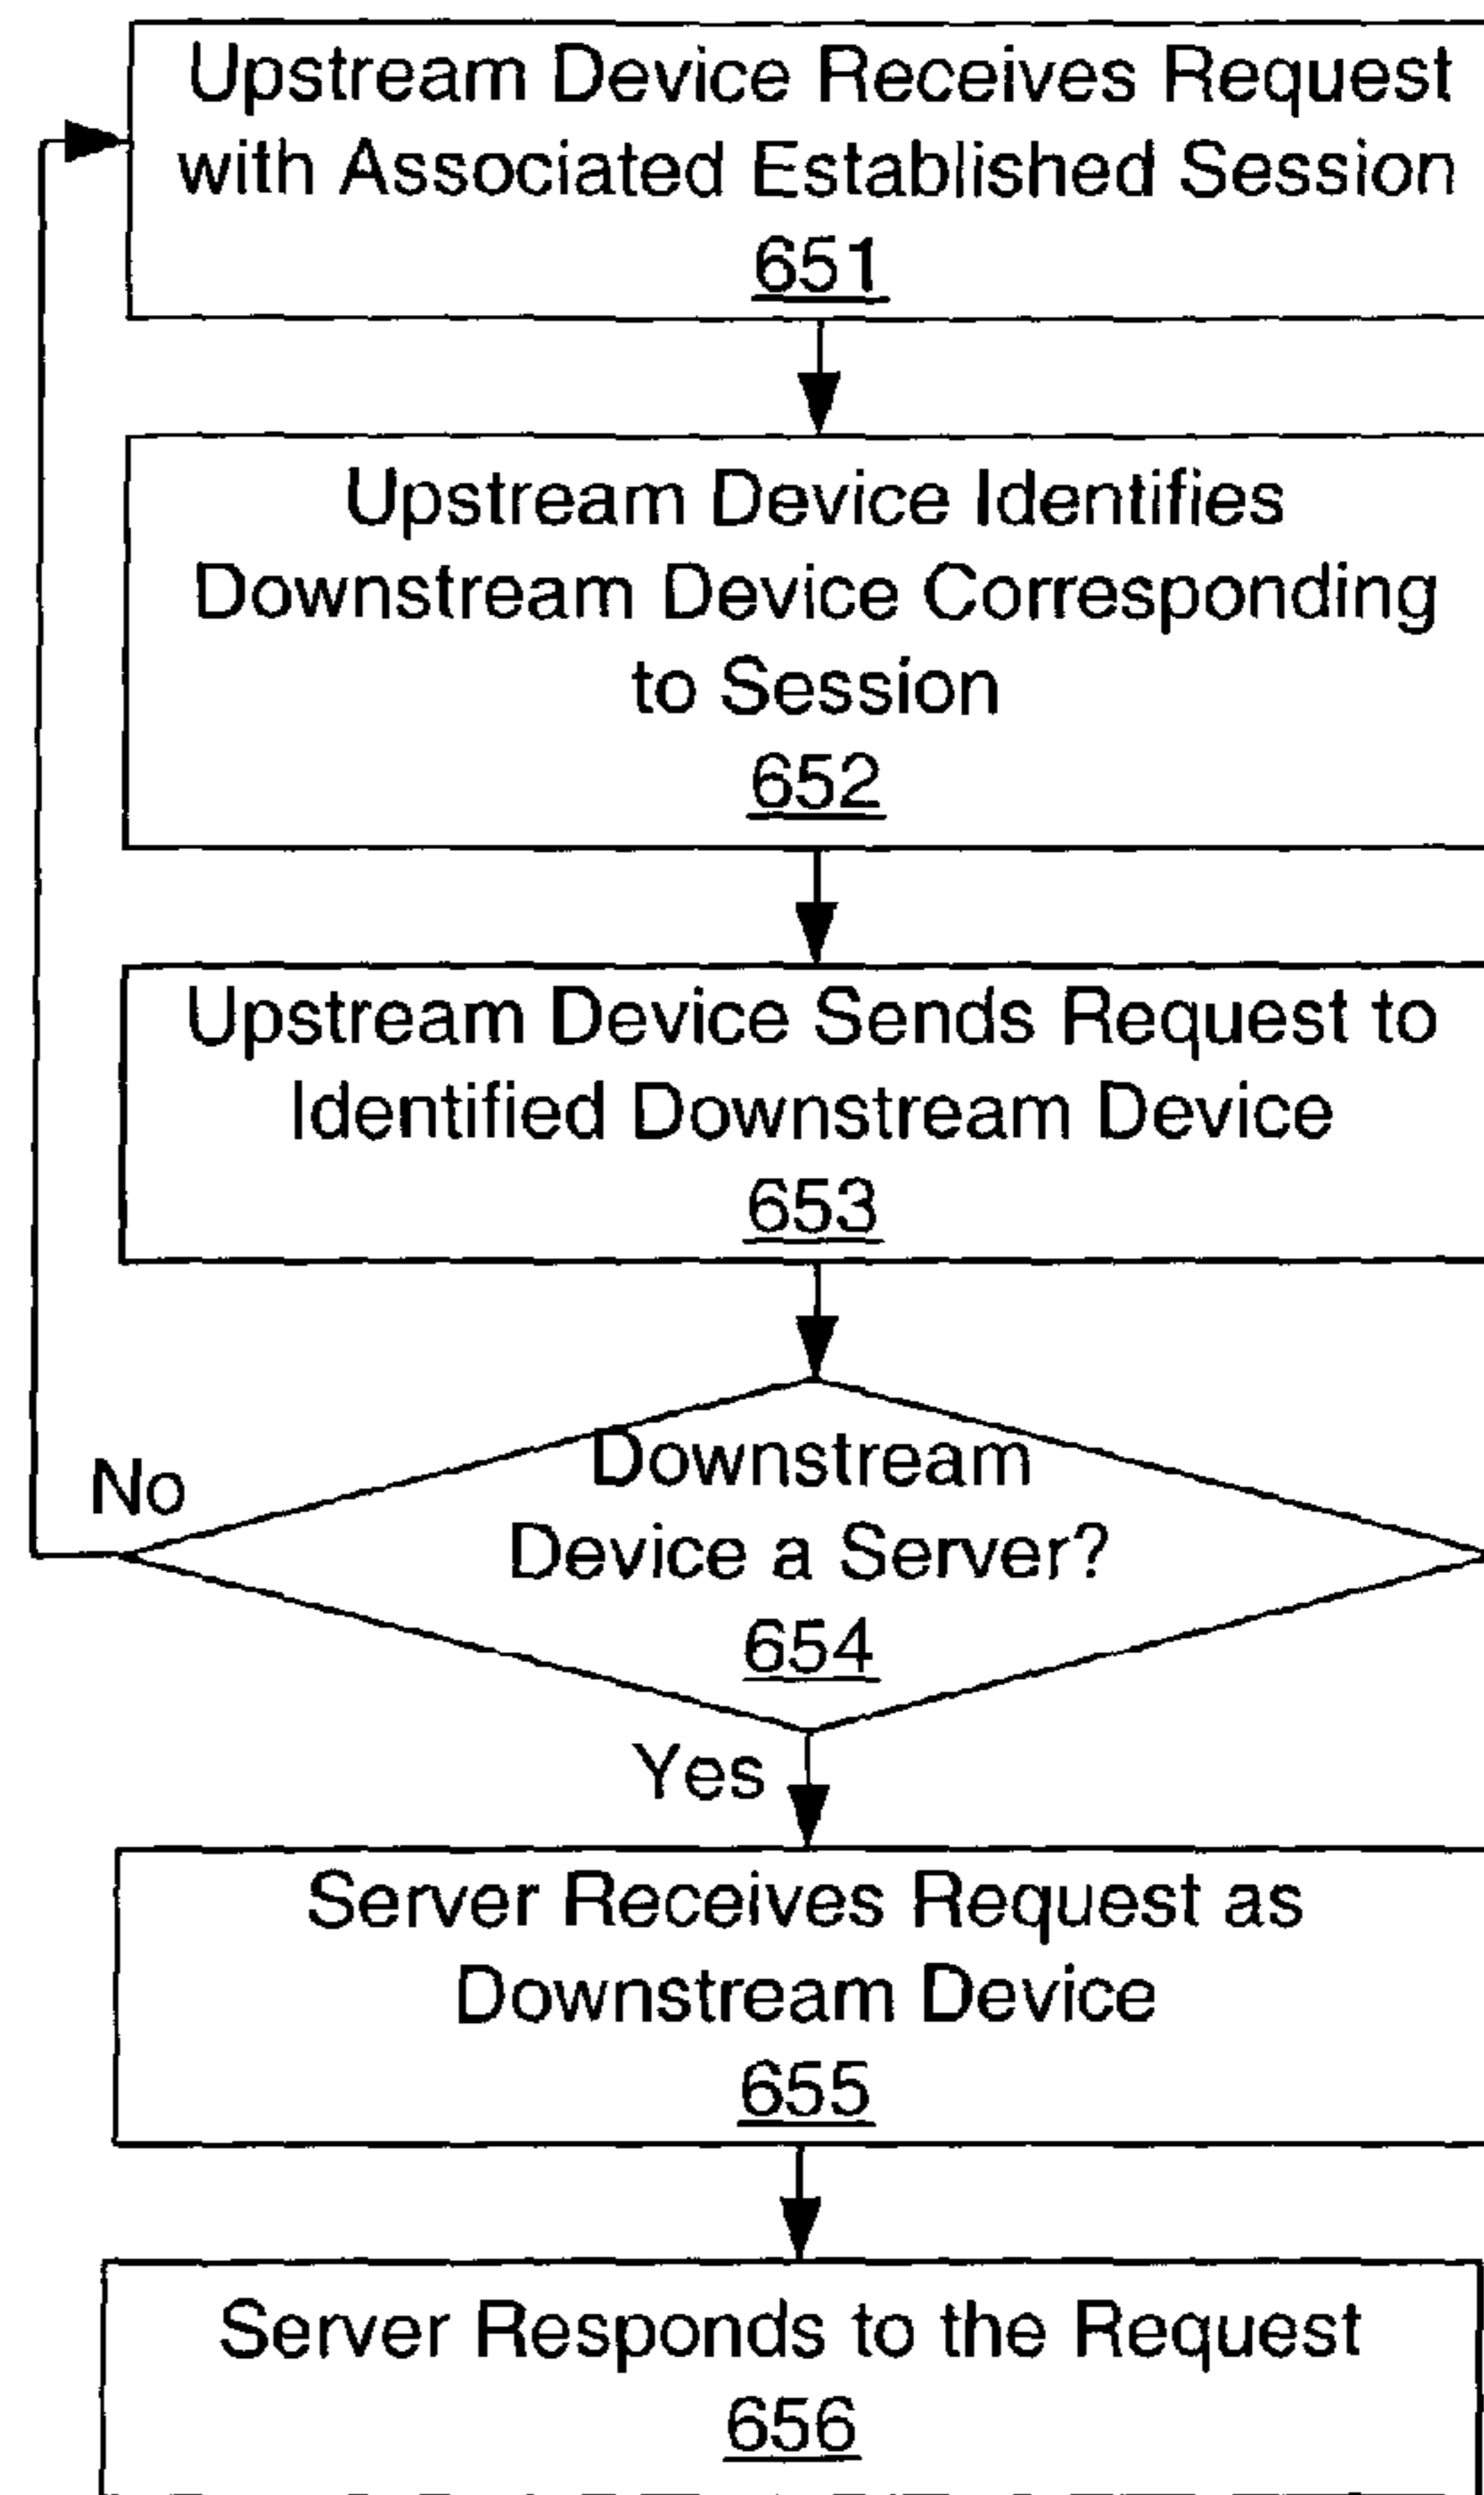 Upstream Device Receives Request
with Associated Established Session
651
Upstream Device Identifies
Downstream Device Corresponding
to Session
652
Upstream Device Sends Request to
Identified Downstream Device
653
Downstream
Device a Server?
654
No
Yes
Server Receives Request as
Downstream Device
655
Server Responds to the Request
656